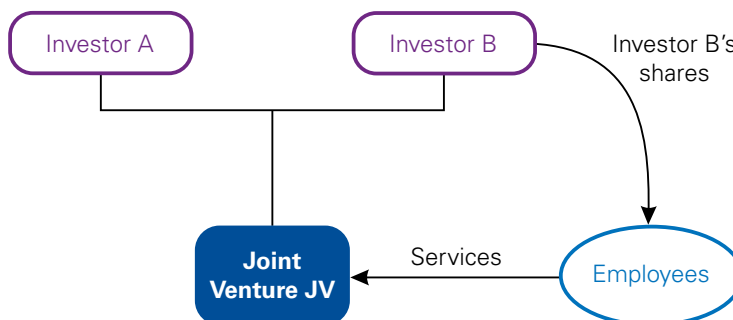 Investor A
Investor B
Investor B's
shares
Joint
Venture JV
Services
Employees